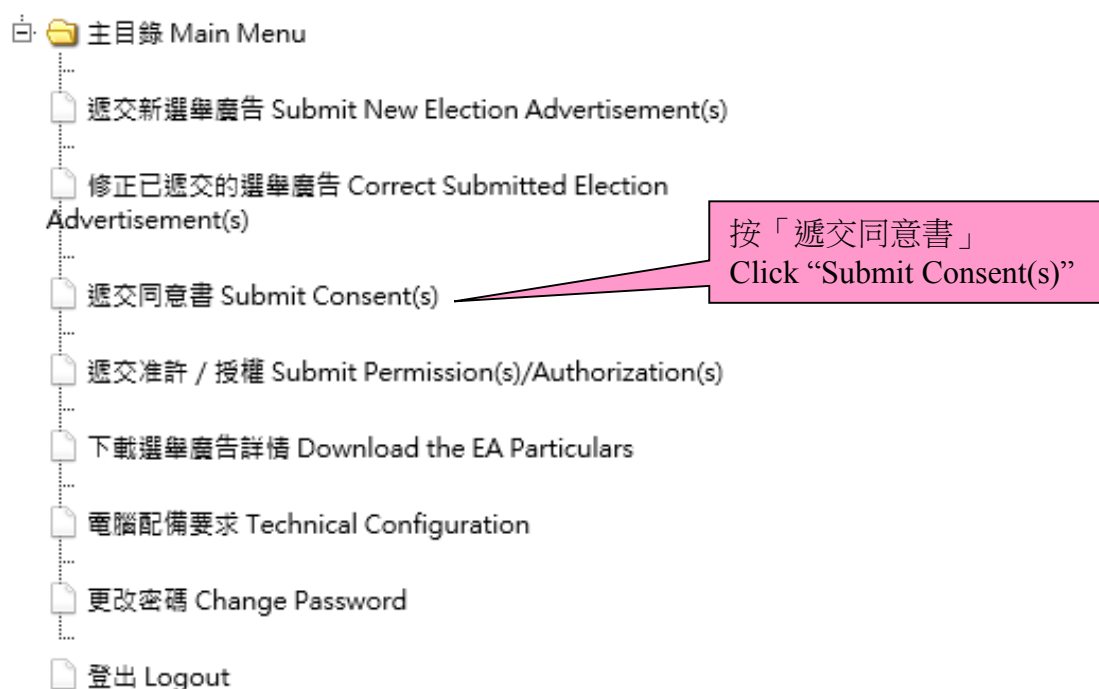 主目錄 Main Menu
遞交新選舉廣告 Submit New Election Advertisement(s)
修正已遞交的選舉廣告 Correct Submitted Election
Advertisement(s)
按「遞交同意書」
Click “Submit Consent(s)”
遞交同意書 Submit Consent(s)
遞交准許 / 授權 Submit Permission(s)/Authorization(s)
下載選舉廣告詳情 Download the EA Particulars
電腦配備要求 Technical Configuration
更改密碼 Change Password
登出 Logout